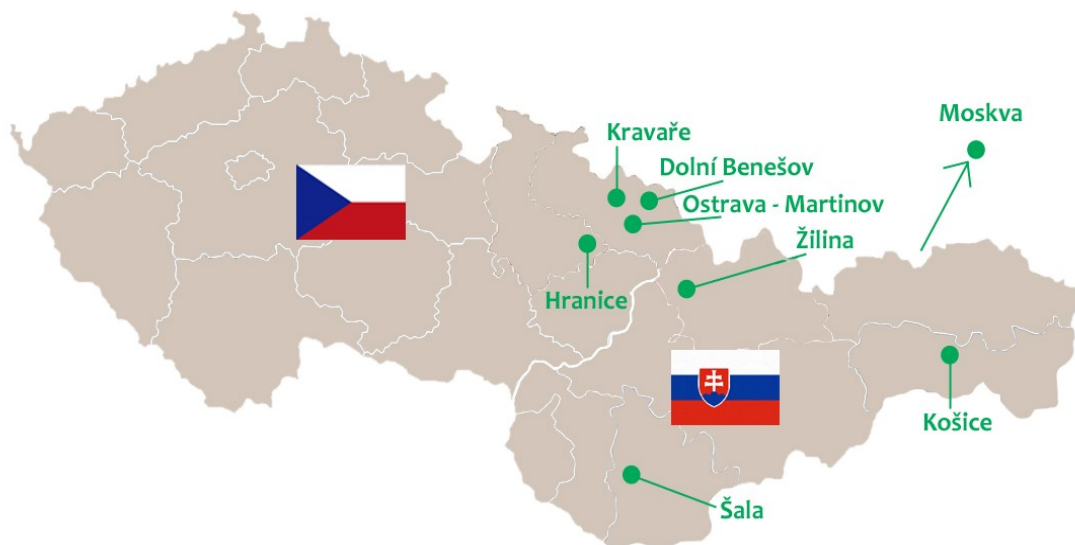 Moskva
Kravaře
Dolní Benešov
Ostrava - Martinov
Žilina
Hranice
Košice
Šala